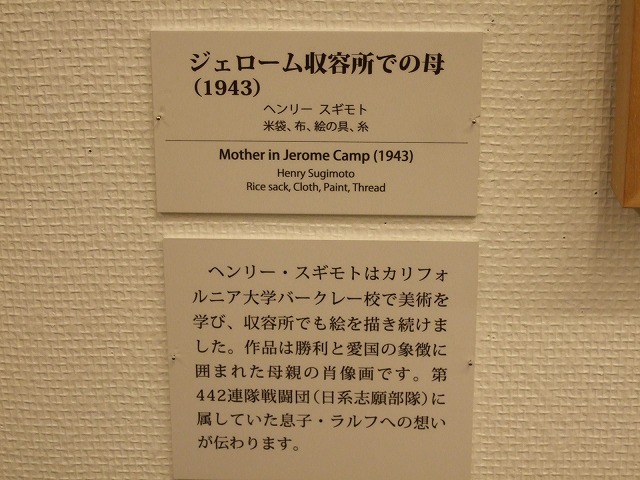 ジェローム収容所での母
（1943）
ヘンリー スギモト
米袋、布、絵の具、糸
Mother in Jerome Camp (1943)
Henry Sugimoto
Rice sack, Cloth, Paint, Thread
ヘンリー・スギモトはカリフォ
ルニア大学バークレー校で美術を
学び、収容所でも絵を描き続けま
した。作品は勝利と愛国の象徴に
囲まれた母親の肖像画です。第
442連隊戦闘団（日系志願部隊）に
属していた息子・ラルフへの想い
が伝わります。